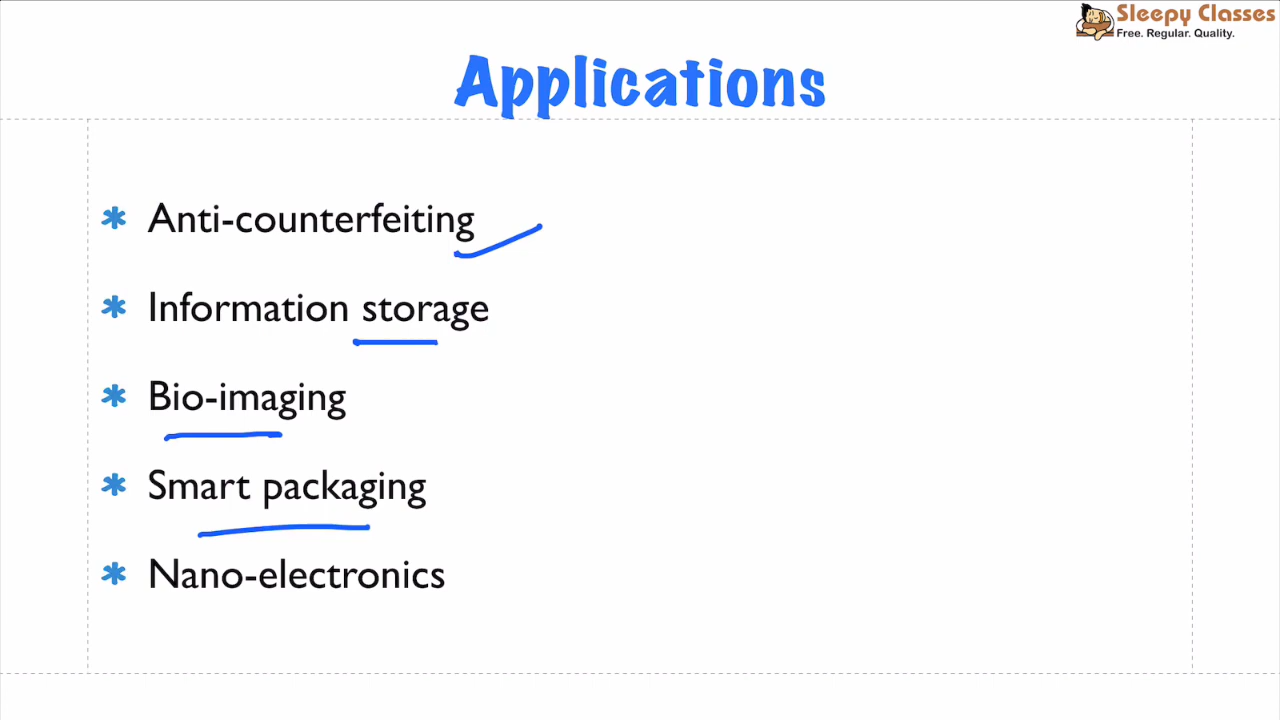 Sleepy Classes
Free. Regular. Quality.
Applications
Anti-counterfeiting
Information storage
Bio-imaging
Smart packaging
Nano-electronics